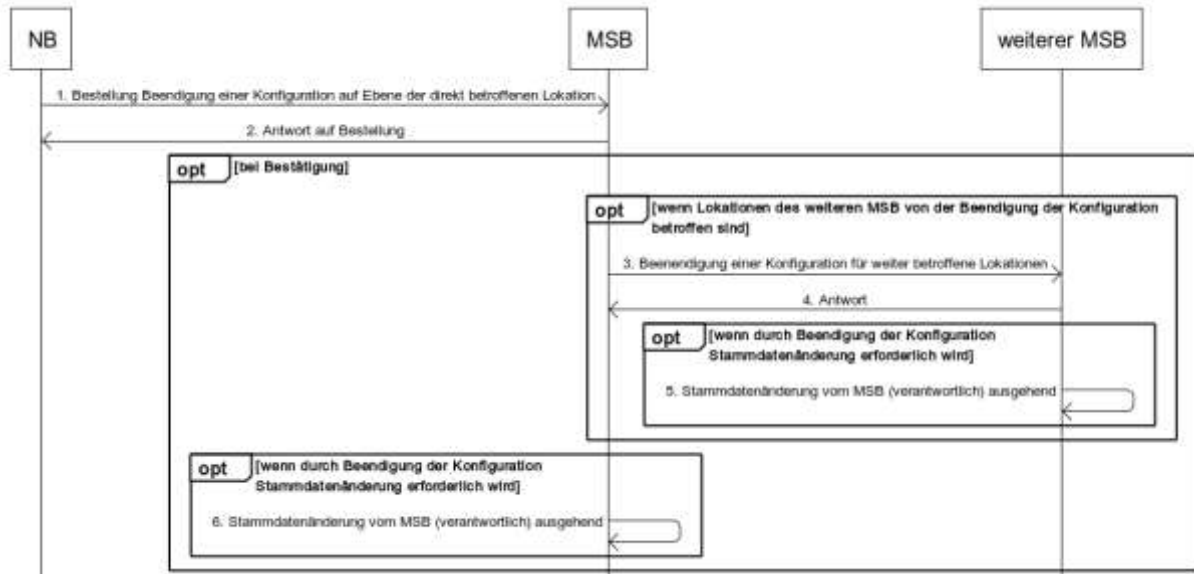 NB
MSB
weiterer MSB
1. Bestellung Beendigung einer Konfiguration auf Ebene der direkt betroffenen Lokation
2. Antwort auf Bestellung
opt
[bei Bestätigung]
opt
[wenn Lokationen des weiteren MSB von der Beendigung der Konfiguration
betroffen sind]
3. Beenendigung einer Konfiguration für weiter betroffene Lokationen
4. Antwort
opt
[wenn durch Beendigung der Konfiguration
Stammdatenänderung erforderlich wird]
5. Stammdatenänderung vom MSB (verantwortlich) ausgehend
opt
[wenn durch Beendigung der Konfiguration
Stammdatenänderung erforderlich wird]
6. Stammdatenänderung vom MSB (verantwortlich) ausgehend